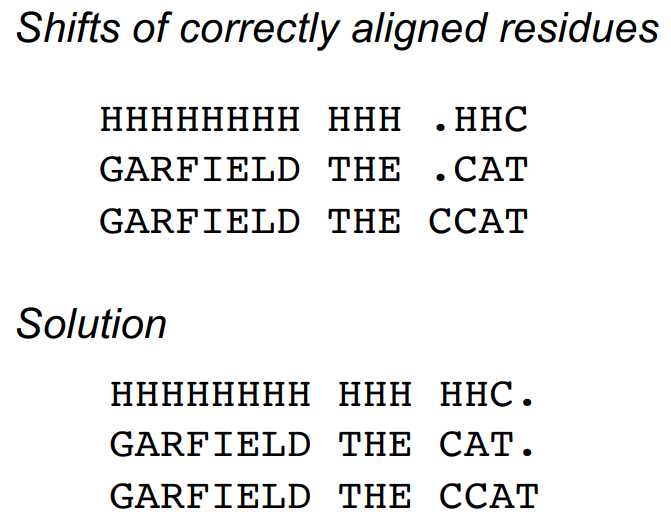 Shifts of correctly aligned residues
HHHHHHHH HHH .HHC
GARFIELD THE .CAT
GARFIELD THE CCAT
Solution
HHHHHHHH HHH HHC.
GARFIELD THE CAT.
GARFIELD THE CCAT